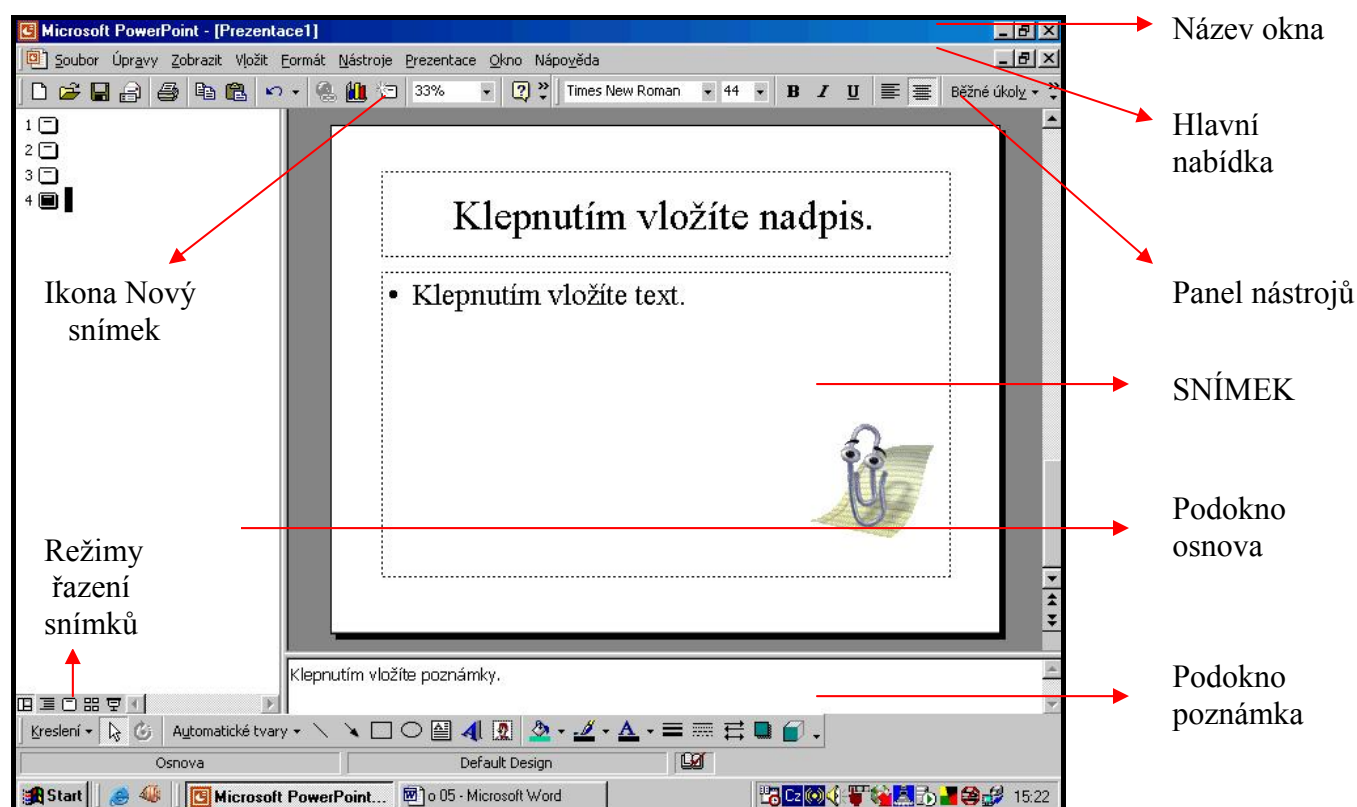 Microsoft PowerPoint - [Prezentace1]
Název okna
Soubor Úpravy Zobrazit Vložit Formát Nástroje Prezentace Okno Nápověda
33% Times New Roman 44 B I U Běžné úkoly
Hlavní
nabídka
1
2
3
4
Klepnutím vložíte nadpis.
Ikona Nový
snímek
• Klepnutím vložíte text.
Panel nástrojů
SNÍMEK
Podokno
osnova
Režimy
řazení
snímků
Klepnutím vložíte poznámky.
Podokno
poznámka
Kreslení Automatické tvary
Osnova Default Design
Start Microsoft PowerPoint... o 05 - Microsoft Word Cz 15:22